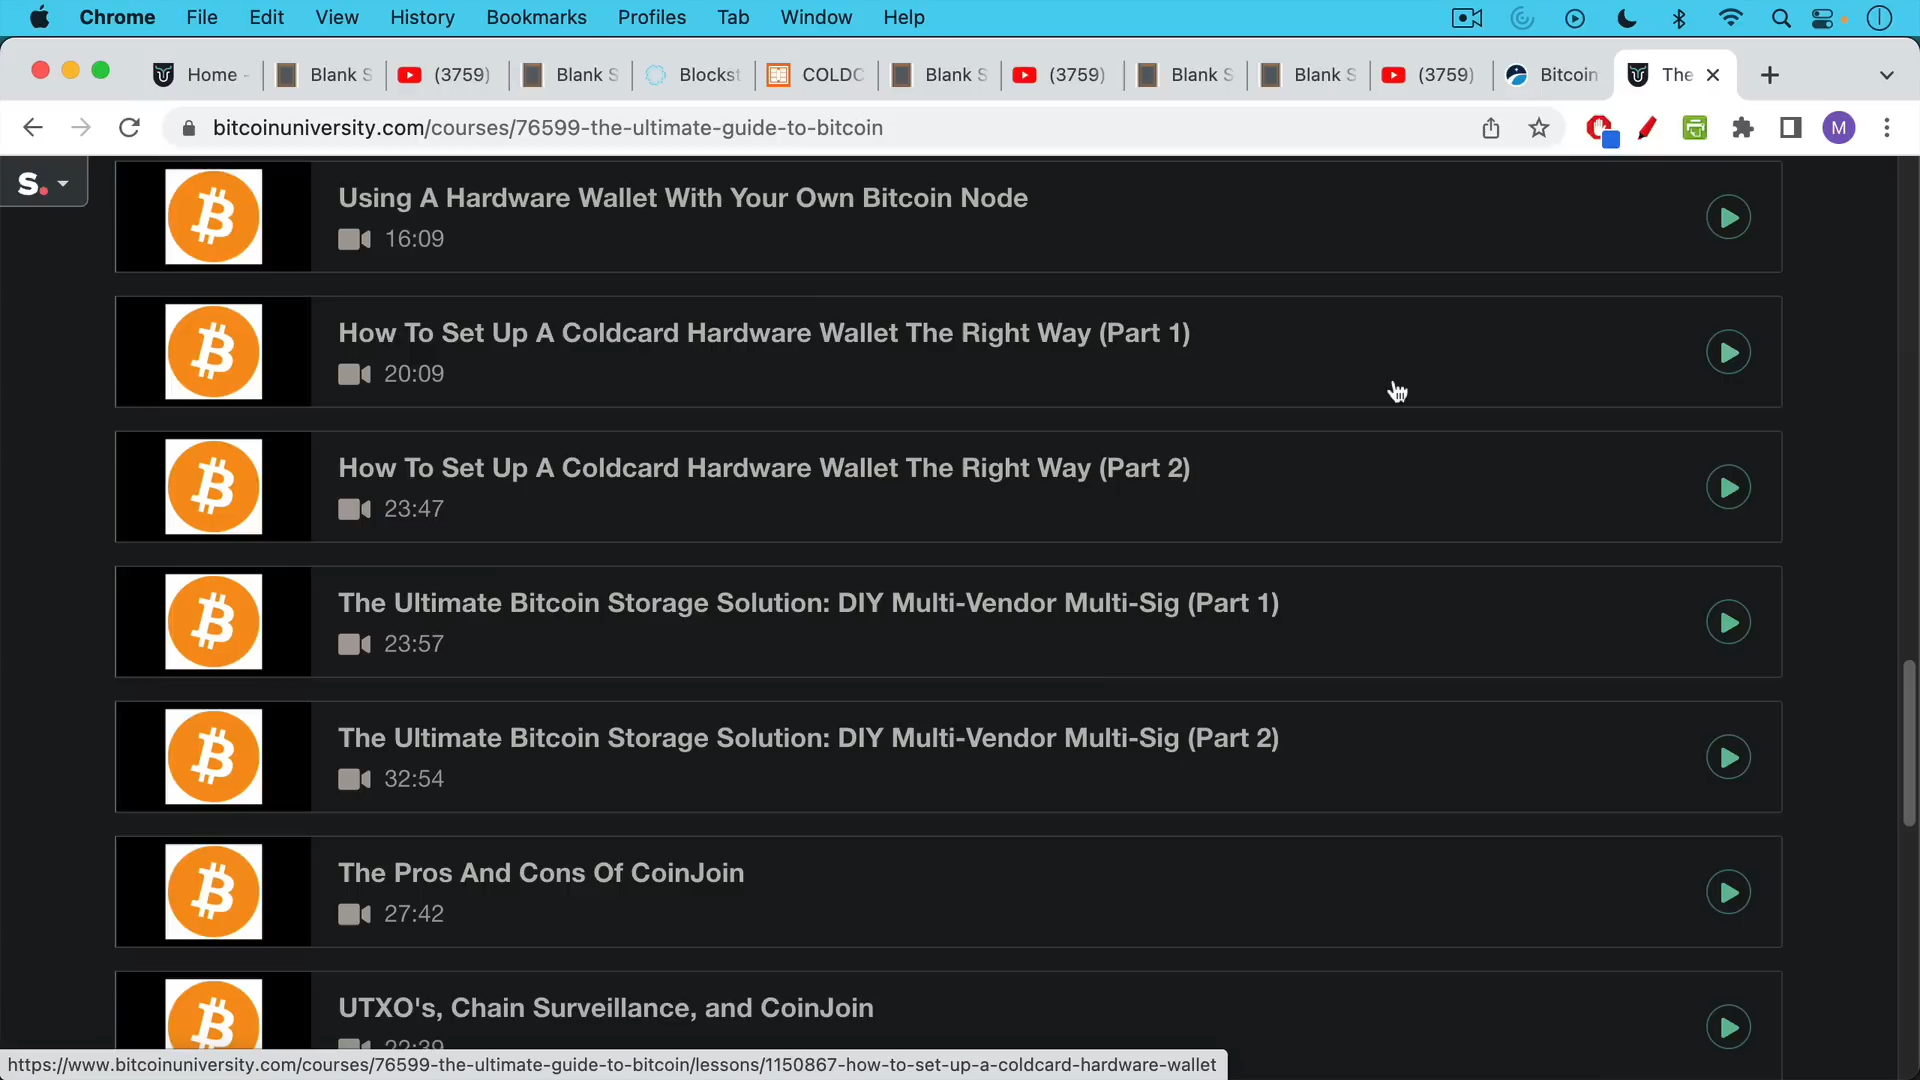 Chrome File Edit View History Bookmarks Profiles Tab Window Help
Home - Blank S (3759) Blank S Blockst COLDC Blank S (3759) Blank S Blank S (3759) Bitcoin The
bitcoinuniversity.com/courses/76599-the-ultimate-guide-to-bitcoin M
S.
Using A Hardware Wallet With Your Own Bitcoin Node
16:09
How To Set Up A Coldcard Hardware Wallet The Right Way (Part 1)
20:09
How To Set Up A Coldcard Hardware Wallet The Right Way (Part 2)
23:47
The Ultimate Bitcoin Storage Solution: DIY Multi-Vendor Multi-Sig (Part 1)
23:57
The Ultimate Bitcoin Storage Solution: DIY Multi-Vendor Multi-Sig (Part 2)
32:54
The Pros And Cons Of CoinJoin
27:42
UTXO's, Chain Surveillance, and CoinJoin
22:39
https://www.bitcoinuniversity.com/courses/76599-the-ultimate-guide-to-bitcoin/lessons/1150867-how-to-set-up-a-coldcard-hardware-wallet